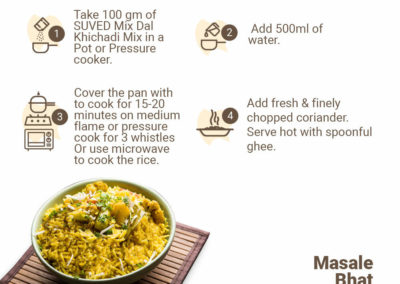 1
Take 100 gm of
SUVED Mix Dal
Khichadi Mix in a
Pot or Pressure
cooker.
2
Add 500ml of
water.
3
Cover the pan with
to cook for 15-20
minutes on medium
flame or pressure
cook for 3 whistles
Or use microwave
to cook the rice.
4
Add fresh & finely
chopped coriander.
Serve hot with spoonful
ghee.
Masale
Bhat